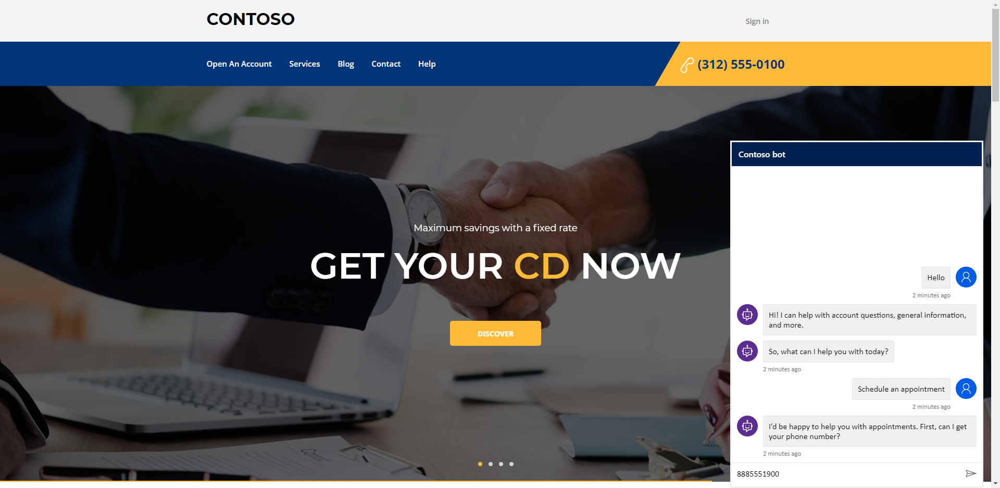 CONTOSO
Sign in
Open An Account
Services
Blog
Contact
Help
(312) 555-0100
Maximum savings with a fixed rate
GET YOUR CD NOW
DISCOVER
Contoso bot
Hello
2 minutes ago
Hi! I can help with account questions, general information,
and more.
So, what can I help you with today?
2 minutes ago
Schedule an appointment
2 minutes ago
I’d be happy to help you with appointments. First, can I get
your phone number?
2 minutes ago
8885551900